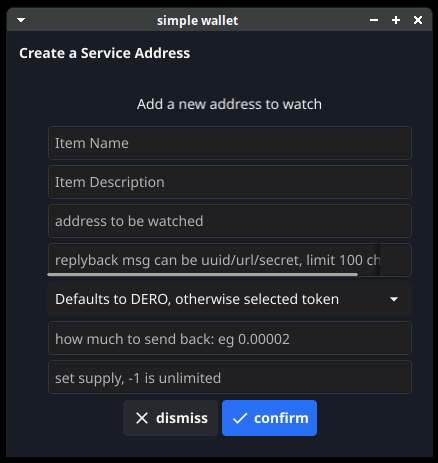 simple wallet
Create a Service Address
Add a new address to watch
Item Name
Item Description
address to be watched
replyback msg can be uuid/url/secret, limit 100 ch
Defaults to DERO, otherwise selected token
how much to send back: eg 0.00002
set supply, -1 is unlimited
dismiss confirm